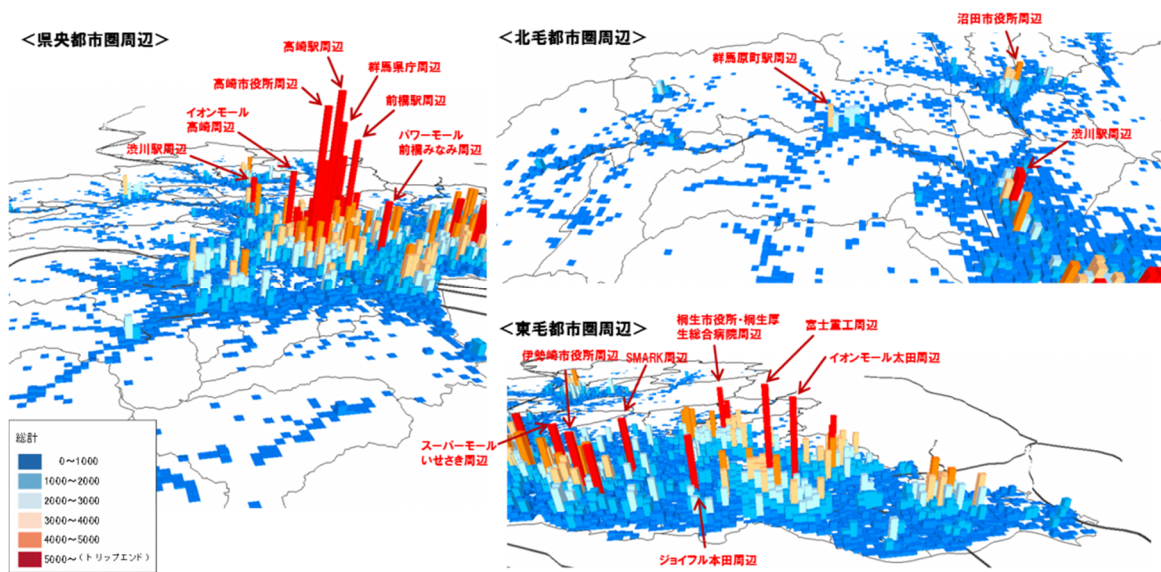 ＜県央都市圏周辺＞
高崎駅周辺
群馬県庁周辺
高崎市役所周辺
前橋駅周辺
イオンモール
高崎周辺
パワーモール
前橋みなみ周辺
渋川駅周辺
総計
0～1000
1000～2000
2000～3000
3000～4000
4000～5000
5000～(トリップエンド)
＜北毛都市圏周辺＞
沼田市役所周辺
群馬原町駅周辺
渋川駅周辺
＜東毛都市圏周辺＞
桐生市役所・桐生厚
生総合病院周辺
富士重工周辺
伊勢崎市役所周辺
SMARK周辺
イオンモール太田周辺
スーパーモール
いせさき周辺
ジョイフル本田周辺